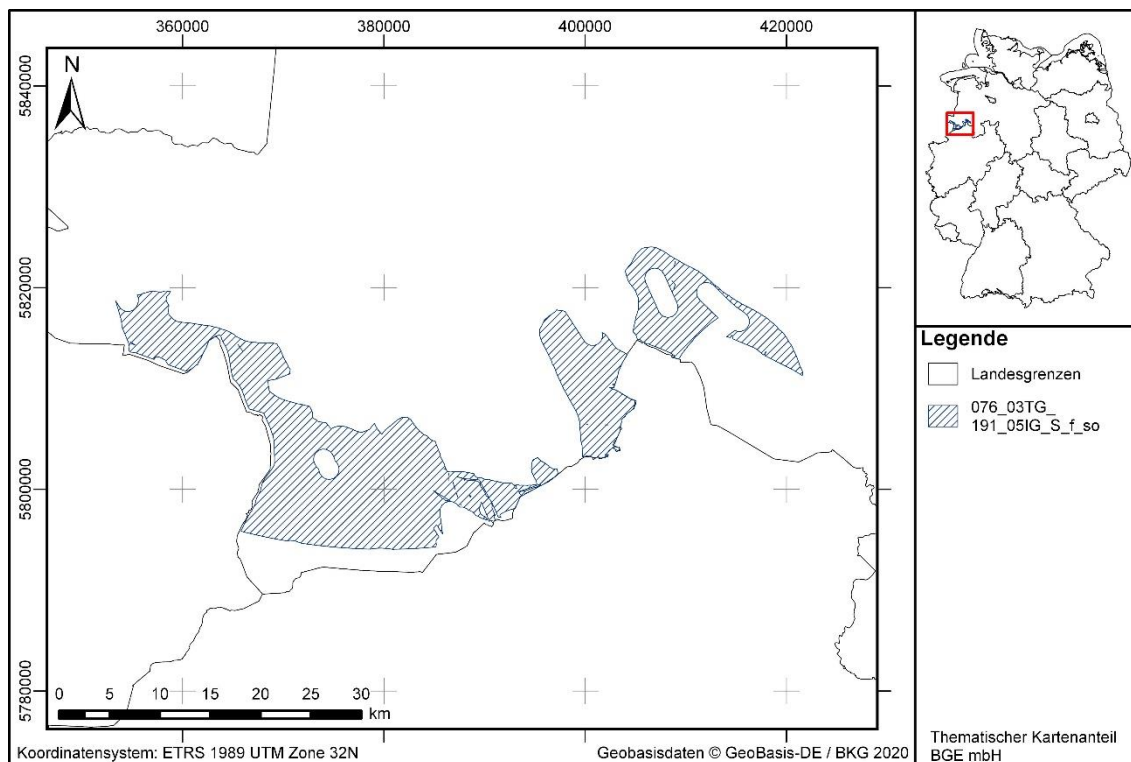 360000 380000 400000 420000
N
5840000
5820000
5800000
5780000
0 5 10 15 20 25 30
km
Koordinatensystem: ETRS 1989 UTM Zone 32N
Geobasisdaten © GeoBasis-DE / BKG 2020
Legende
Landesgrenzen
076_03TG_
191_05IG_S_f_so
Thematischer Kartenanteil
BGE mbH